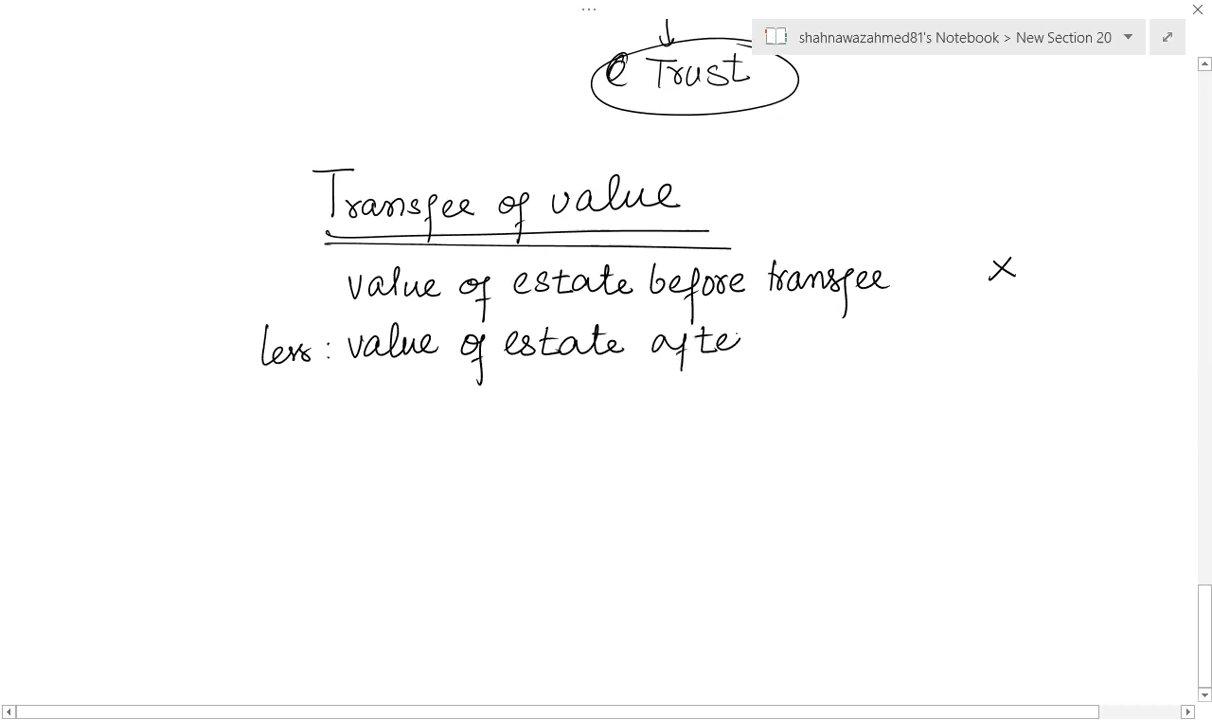 ...
shahnawazahmed81's Notebook > New Section 20
@ Trust
Transfer of value
value of estate before transfer X
less: value of estate afte